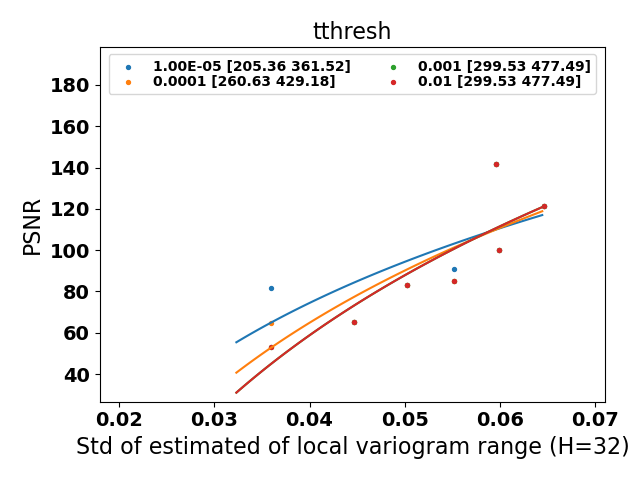 tthresh
1.00E-05 [205.36 361.52]
0.0001 [260.63 429.18]
0.001 [299.53 477.49]
0.01 [299.53 477.49]
PSNR
180
160
140
120
100
80
60
40
0.02 0.03 0.04 0.05 0.06 0.07
Std of estimated of local variogram range (H=32)